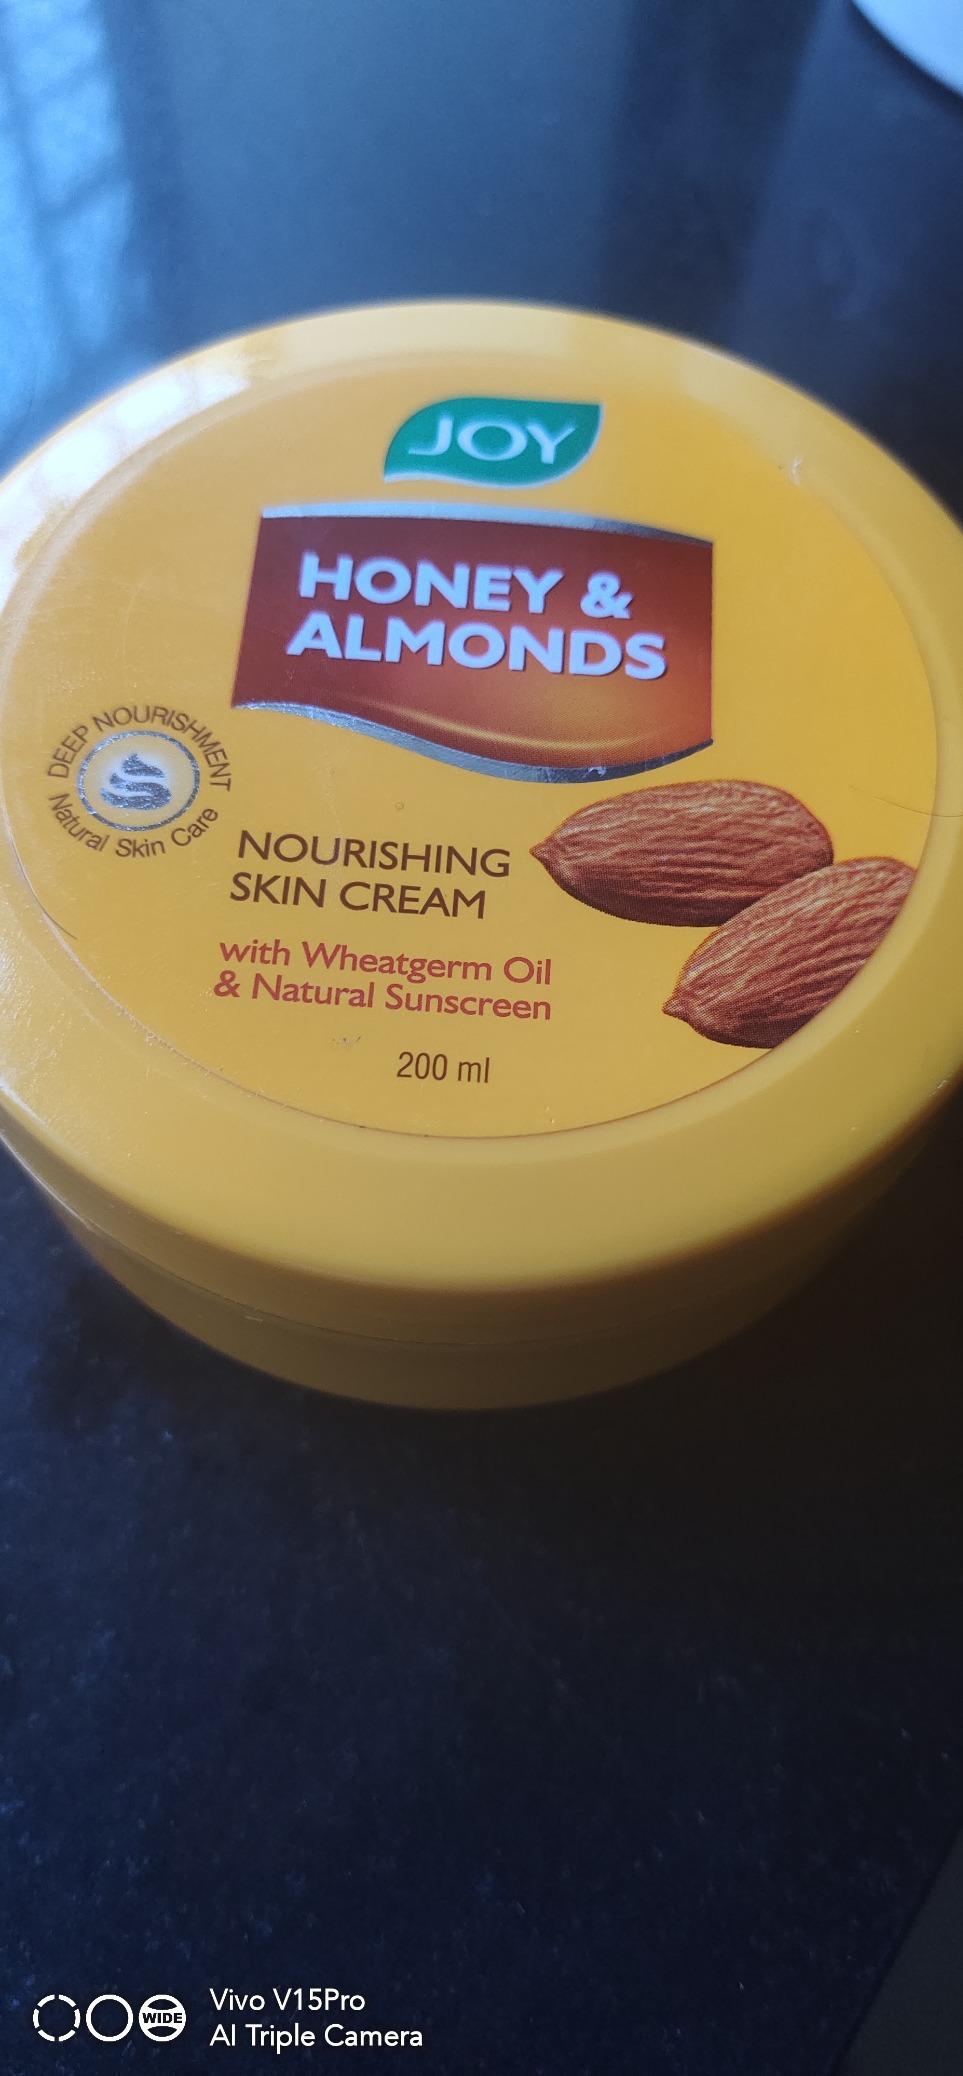 JOY
HONEY &
ALMONDS
DEEP NOURISHMENT
Natural Skin Care
NOURISHING
SKIN CREAM
with Wheatgerm Oil
& Natural Sunscreen
200 ml
WIDE
Vivo V15Pro
AI Triple Camera